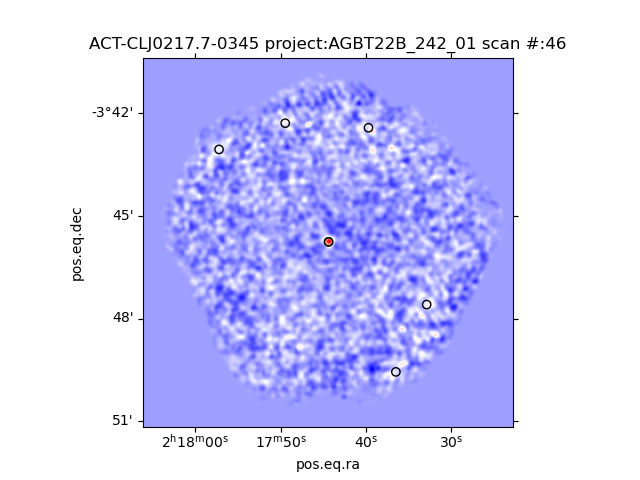 ACT-CLJ0217.7-0345 project:AGBT22B_242_01 scan #:46
-3°42'
45'
48'
51'
pos.eq.dec
2ʰ18ᵐ00ˢ 17ᵐ50ˢ 40ˢ 30ˢ
pos.eq.ra